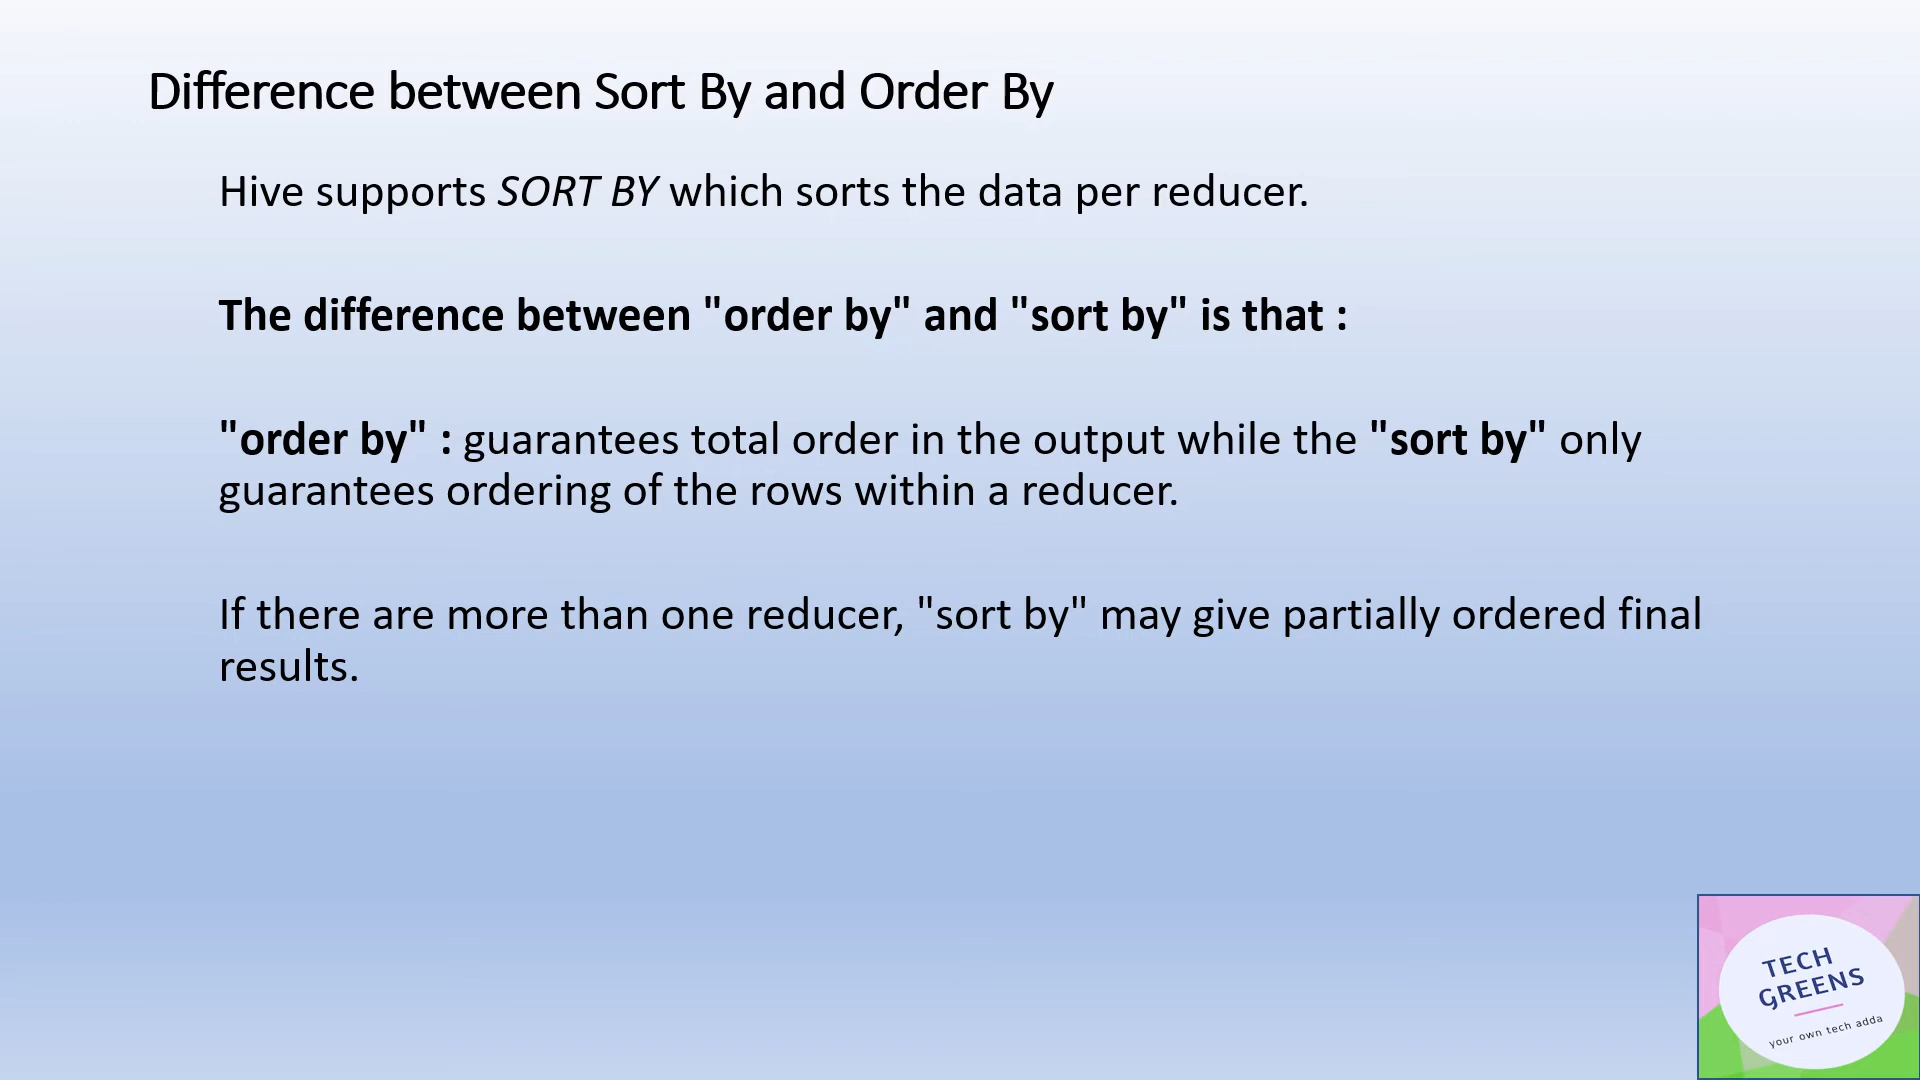 Difference between Sort By and Order By
Hive supports SORT BY which sorts the data per reducer.
The difference between "order by" and "sort by" is that :
"order by" : guarantees total order in the output while the "sort by" only
guarantees ordering of the rows within a reducer.
If there are more than one reducer, "sort by" may give partially ordered final
results.
TECH
GREENS
your own tech adda